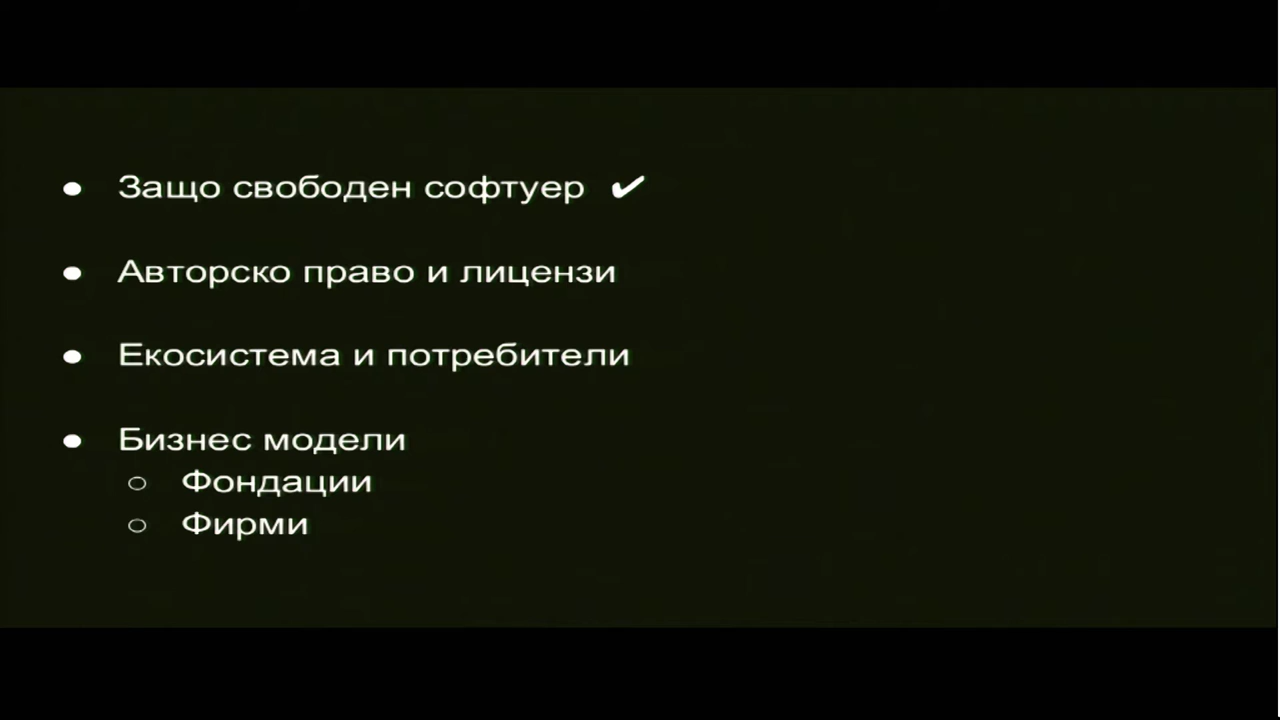 ● Защо свободен софтуер ✔
● Авторско право и лицензи
● Екосистема и потребители
● Бизнес модели
○ Фондации
○ Фирми